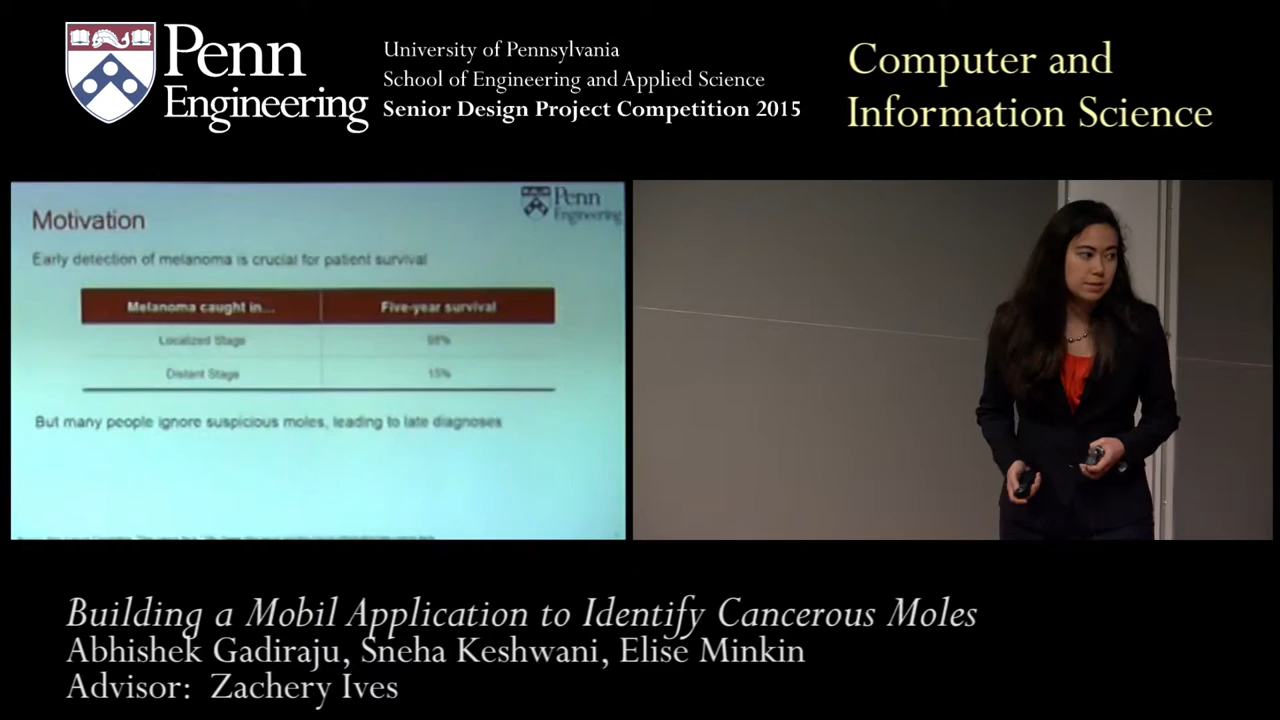 Penn
Engineering
University of Pennsylvania
School of Engineering and Applied Science
Senior Design Project Competition 2015
Computer and
Information Science
Penn
Engineering
Motivation
Early detection of melanoma is crucial for patient survival
Melanoma caught in... Five-year survival
Localized Stage 98%
Distant Stage 15%
But many people ignore suspicious moles, leading to late diagnoses
Building a Mobil Application to Identify Cancerous Moles
Abhishek Gadiraju, Sneha Keshwani, Elise Minkin
Advisor: Zachery Ives